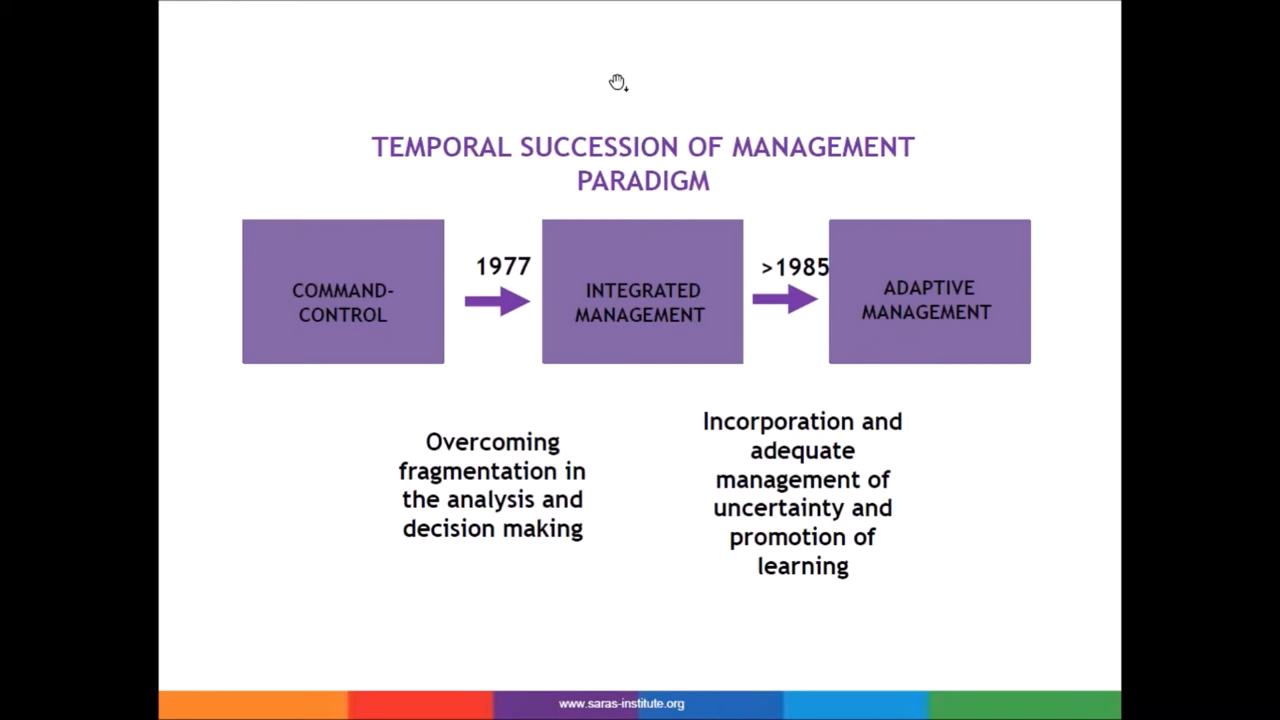 TEMPORAL SUCCESSION OF MANAGEMENT
PARADIGM
COMMAND-
CONTROL
1977
INTEGRATED
MANAGEMENT
>1985
ADAPTIVE
MANAGEMENT
Overcoming
fragmentation in
the analysis and
decision making
Incorporation and
adequate
management of
uncertainty and
promotion of
learning
www.saras-institute.org